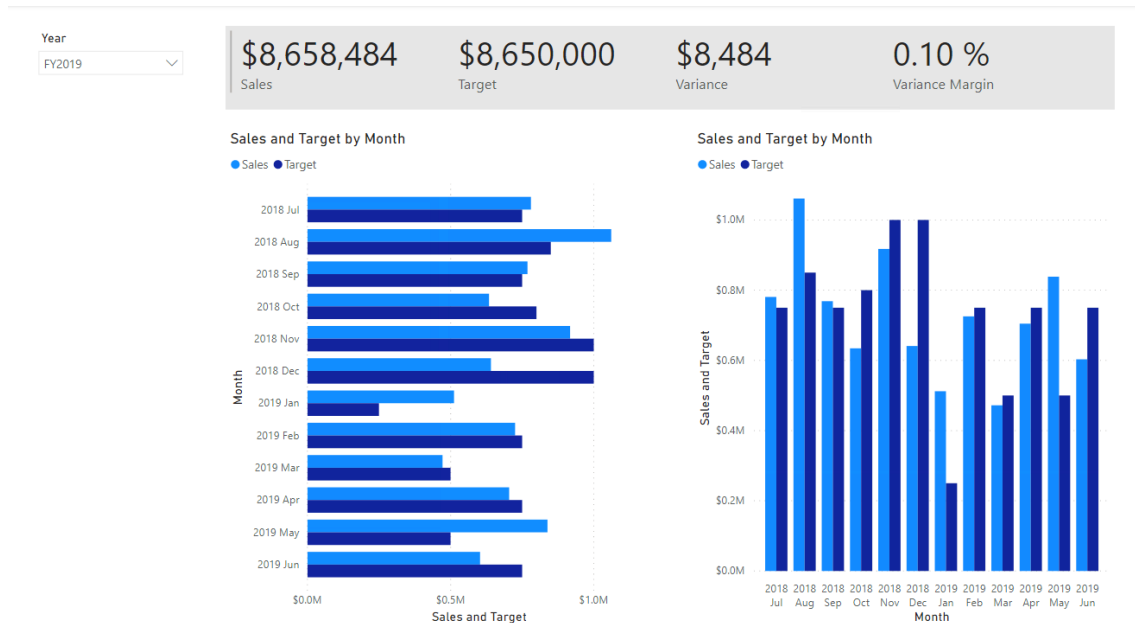 Year
FY2019
$8,658,484 $8,650,000 $8,484 0.10 %
Sales Target Variance Variance Margin
Sales and Target by Month
Sales Target
2018 Jul
2018 Aug
2018 Sep
2018 Oct
2018 Nov
2018 Dec
2019 Jan
2019 Feb
2019 Mar
2019 Apr
2019 May
2019 Jun
Month
$0.0M $0.5M $1.0M
Sales and Target
Sales and Target by Month
Sales Target
$1.0M
$0.8M
$0.6M
$0.4M
$0.2M
$0.0M
Sales and Target
2018 2018 2018 2018 2018 2018 2019 2019 2019 2019 2019 2019
Jul Aug Sep Oct Nov Dec Jan Feb Mar Apr May Jun
Month